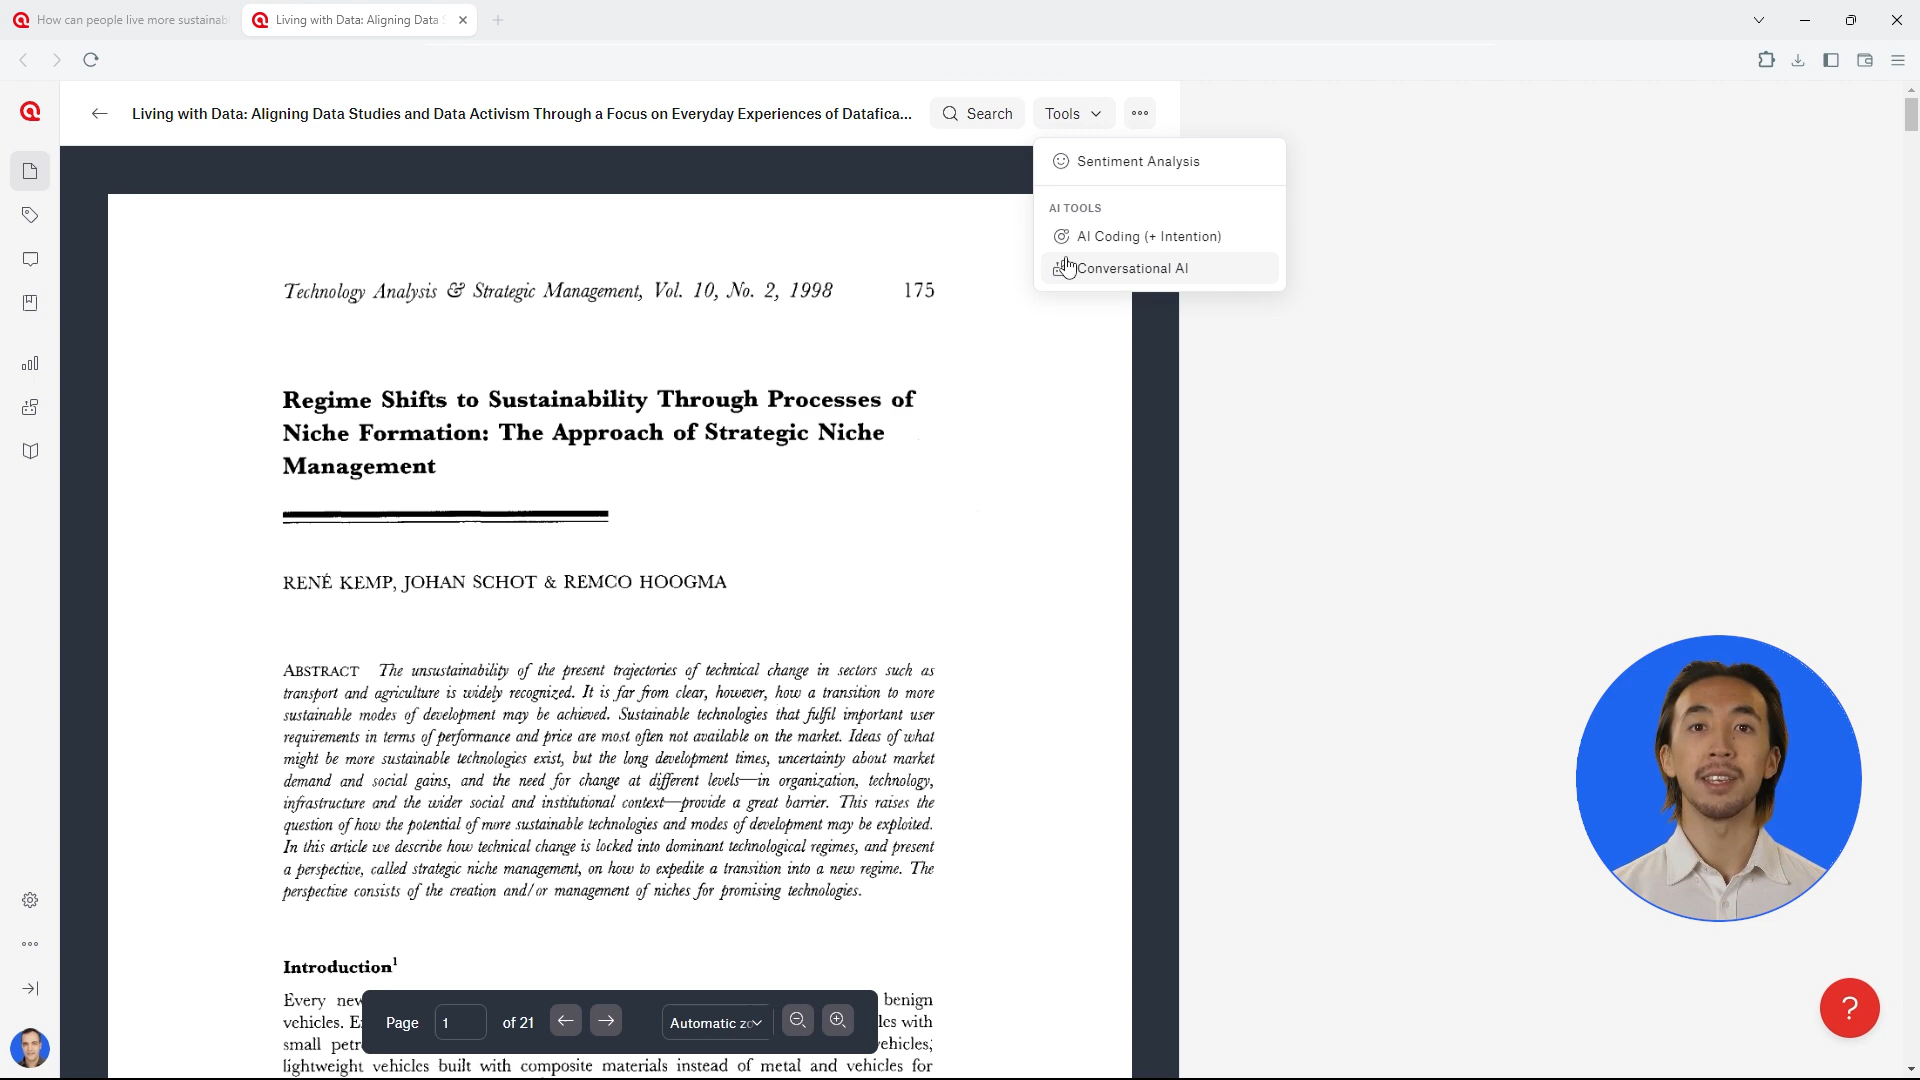 How can people live more sustainab
Living with Data: Aligning Data S
Living with Data: Aligning Data Studies and Data Activism Through a Focus on Everyday Experiences of Datafica...
Search
Tools
Sentiment Analysis
AI TOOLS
AI Coding (+ Intention)
Conversational AI
Technology Analysis & Strategic Management, Vol. 10, No. 2, 1998 175
Regime Shifts to Sustainability Through Processes of
Niche Formation: The Approach of Strategic Niche
Management
RENÉ KEMP, JOHAN SCHOT & REMCO HOOGMA
ABSTRACT The unsustainability of the present trajectories of technical change in sectors such as
transport and agriculture is widely recognized. It is far from clear, however, how a transition to more
sustainable modes of development may be achieved. Sustainable technologies that fulfil important user
requirements in terms of performance and price are most often not available on the market. Ideas of what
might be more sustainable technologies exist, but the long development times, uncertainty about market
demand and social gains, and the need for change at different levels—in organization, technology,
infrastructure and the wider social and institutional context—provide a great barrier. This raises the
question of how the potential of more sustainable technologies and modes of development may be exploited.
In this article we describe how technical change is locked into dominant technological regimes, and present
a perspective, called strategic niche management, on how to expedite a transition into a new regime. The
perspective consists of the creation and/or management of niches for promising technologies.
Introduction1
Every new benign
vehicles. E les with
small petr ehicles;
lightweight vehicles built with composite materials instead of metal and vehicles for
Page 1 of 21 Automatic zo
?